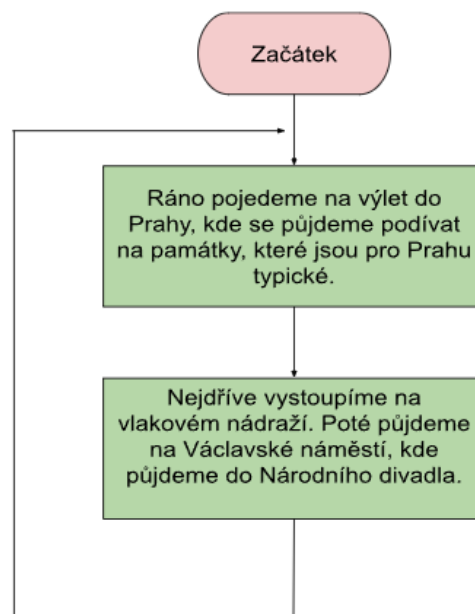 Začátek
Ráno pojedeme na výlet do
Prahy, kde se půjdeme podívat
na památky, které jsou pro Prahu
typické.
Nejdříve vystoupíme na
vlakovém nádraží. Poté půjdeme
na Václavské náměstí, kde
půjdeme do Národního divadla.